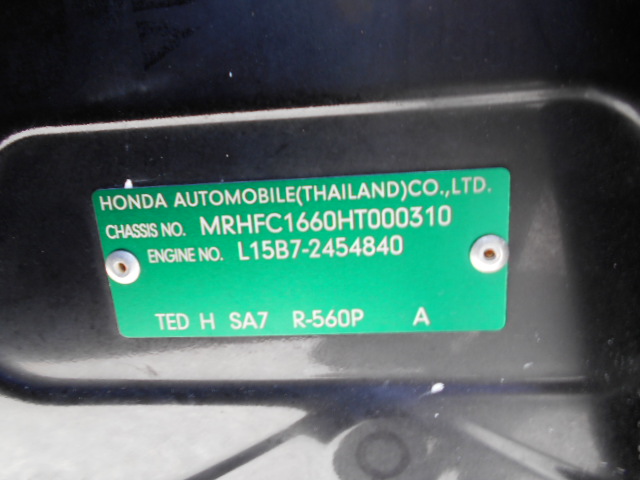 HONDA AUTOMOBILE(THAILAND)CO.,LTD.
CHASSIS NO. MRHFC1660HT000310
ENGINE NO. L15B7-2454840
TED H SA7 R-560P A